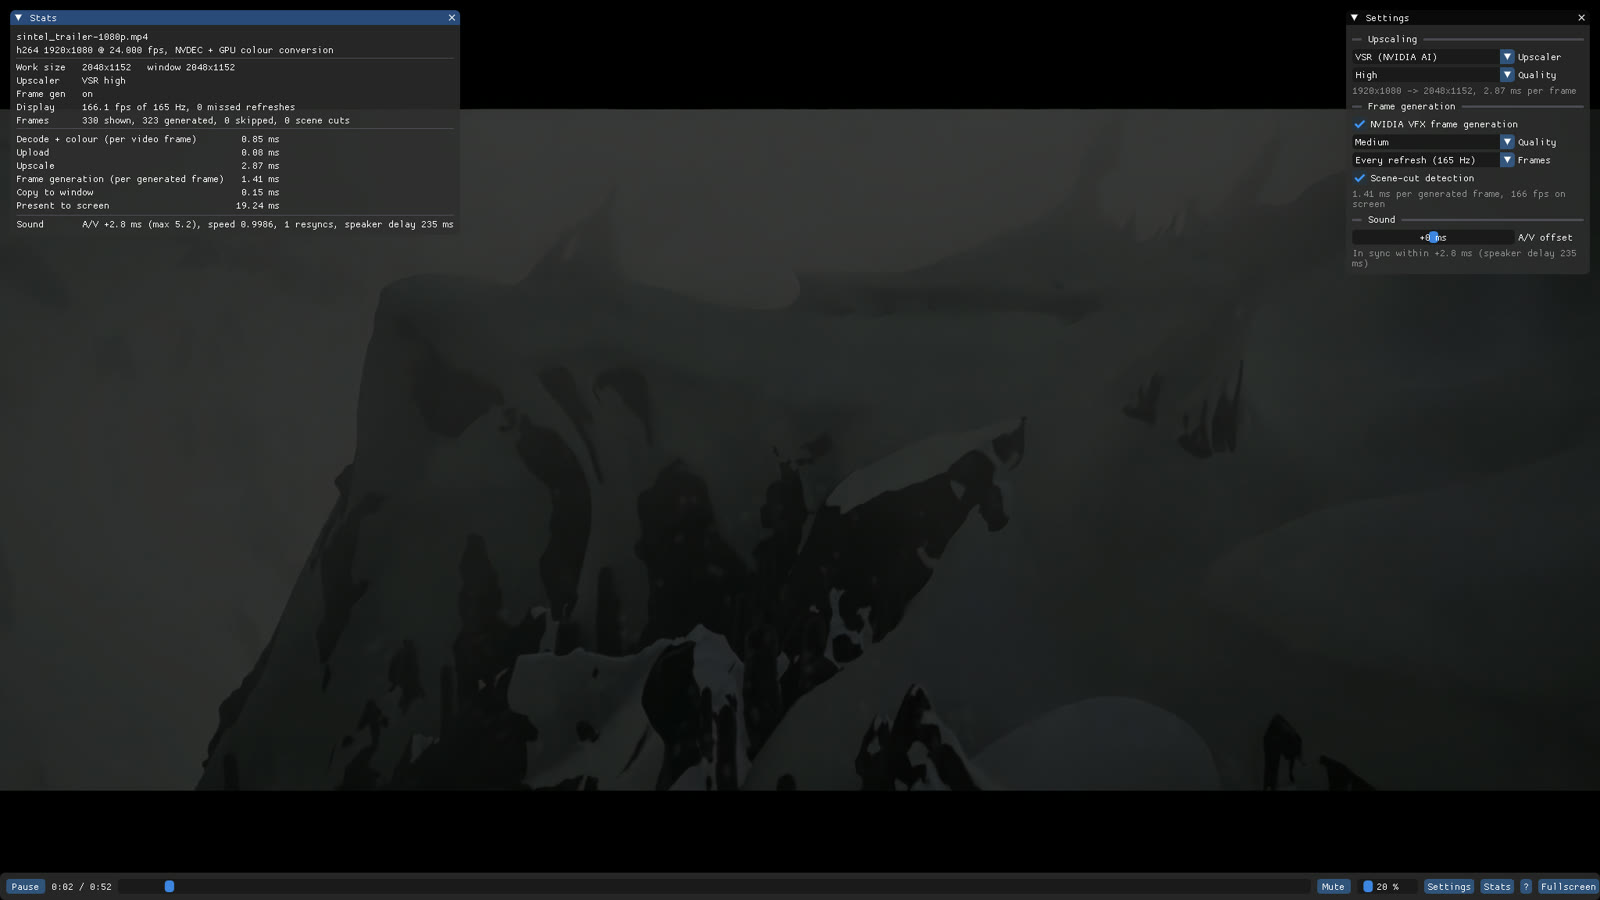 Stats
sintel_trailer-1080p.mp4
h264 1920x1080 @ 24.000 fps, NVDEC + GPU colour conversion
Work size 2048x1152 window 2048x1152
Upscaler VSR high
Frame gen on
Display 166.1 fps of 165 Hz, 0 missed refreshes
Frames 330 shown, 323 generated, 0 skipped, 0 scene cuts
Decode + colour (per video frame) 0.85 ms
Upload 0.08 ms
Upscale 2.87 ms
Frame generation (per generated frame) 1.41 ms
Copy to window 0.15 ms
Present to screen 19.24 ms
Sound A/V +2.8 ms (max 5.2), speed 0.9986, 1 resyncs, speaker delay 235 ms
Settings
Upscaling
VSR (NVIDIA AI) Upscaler
High Quality
1920x1080 -> 2048x1152, 2.87 ms per frame
Frame generation
NVIDIA VFX frame generation
Medium Quality
Every refresh (165 Hz) Frames
Scene-cut detection
1.41 ms per generated frame, 166 fps on
screen
Sound
+0 ms A/V offset
In sync within +2.8 ms (speaker delay 235
ms)
Pause 0:02 / 0:52 Mute 20 % Settings Stats ? Fullscreen